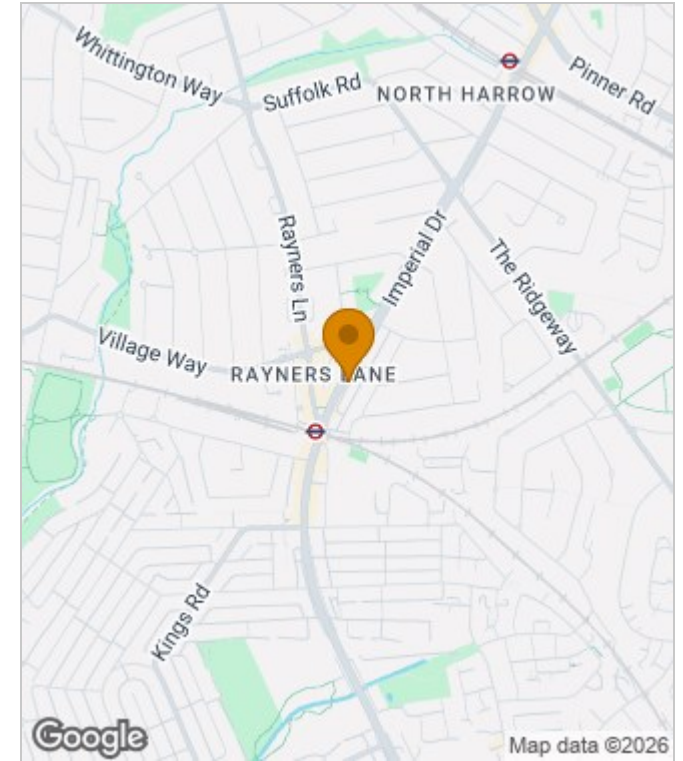 Whittington Way
Suffolk Rd
Pinner Rd
NORTH HARROW
Rayners Ln
Imperial Dr
The Ridgeway
Village Way
RAYNERS LANE
Kings Rd
Google
Map data ©2026